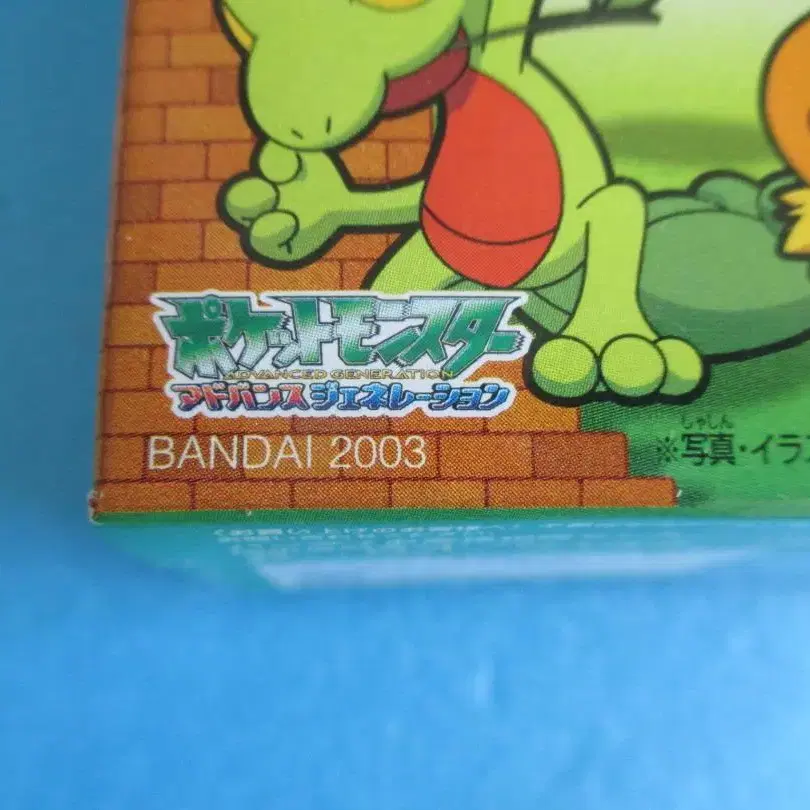 ポケットモンスター
ADVANCED GENERATION
アドバンスジェネレーション
BANDAI 2003
しゃしん
※写真・イラ